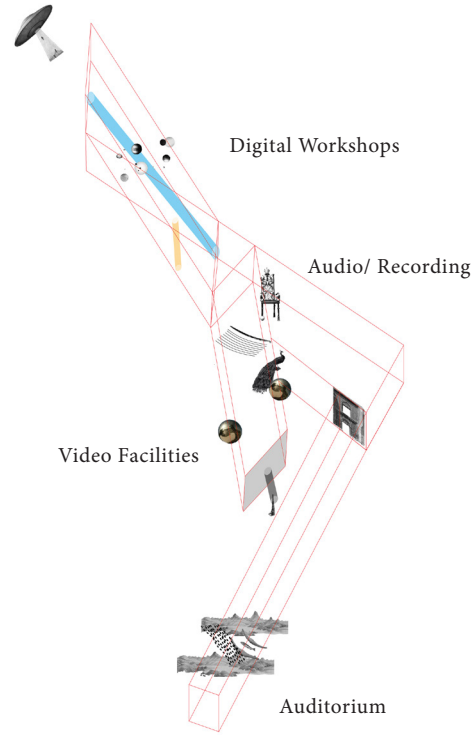 Digital Workshops
Audio/ Recording
Video Facilities
Auditorium